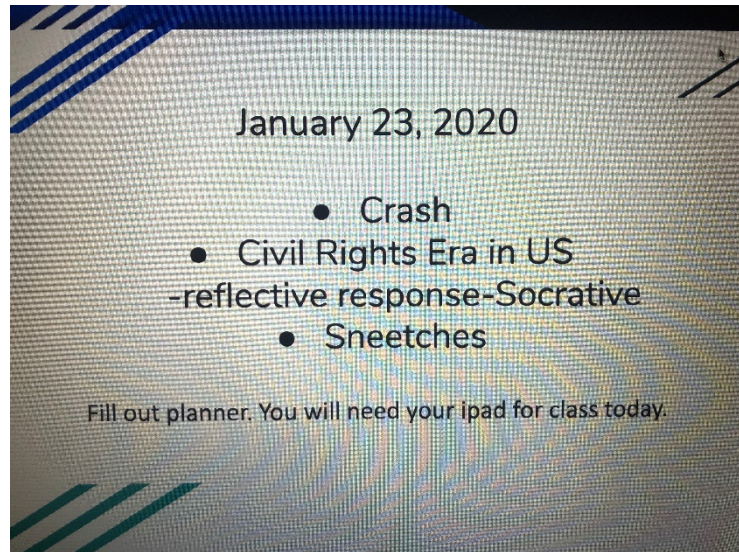 January 23, 2020
● Crash
● Civil Rights Era in US
-reflective response-Socrative
● Sneetches
Fill out planner. You will need your ipad for class today.